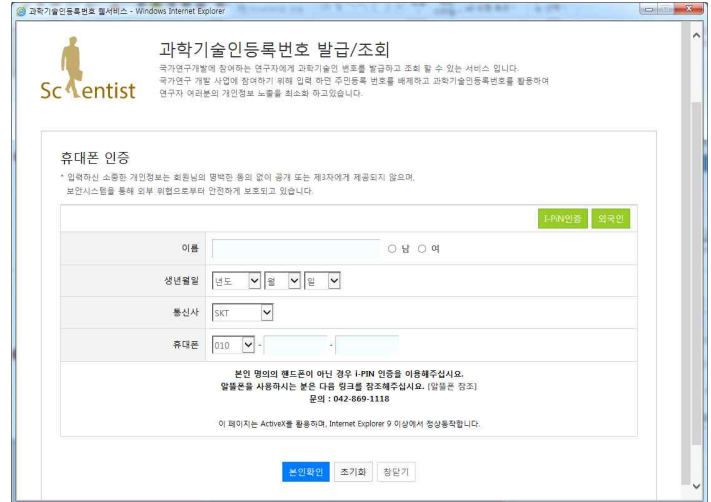 과학기술인등록번호 웹서비스 - Windows Internet Explorer
Scientist
과학기술인등록번호 발급/조회
국가연구개발에 참여하는 연구자에게 과학기술인 번호를 발급하고 조회 할 수 있는 서비스 입니다.
국가연구 개발 사업에 참여하기 위해 입력 하던 주민등록 번호를 배제하고 과학기술인등록번호를 활용하여
연구자 여러분의 개인정보 노출을 최소화 하고있습니다.
휴대폰 인증
* 입력하신 소중한 개인정보는 회원님의 명백한 동의 없이 공개 또는 제3자에게 제공되지 않으며,
보안시스템을 통해 외부 위협으로부터 안전하게 보호되고 있습니다.
i-PIN인증 외국인
이름 남 여
생년월일 년도 월 일
통신사 SKT
휴대폰 010 - -
본인 명의의 핸드폰이 아닌 경우 i-PIN 인증을 이용해주십시요.
알뜰폰을 사용하시는 분은 다음 링크를 참조해주십시요. [알뜰폰 참조]
문의 : 042-869-1118
이 페이지는 ActiveX를 활용하며, Internet Explorer 9 이상에서 정상동작합니다.
본인확인 초기화 창닫기